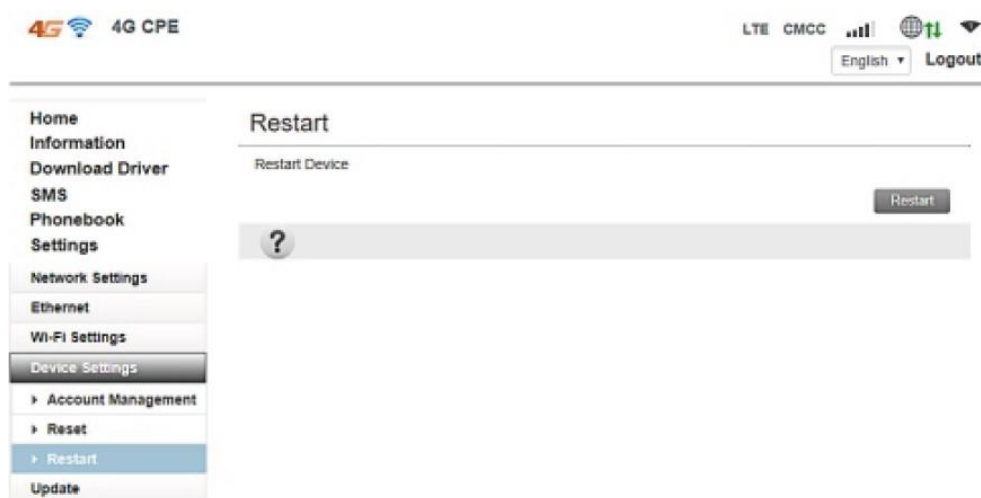 4G 4G CPE LTE CMCC
English Logout
Home
Information
Download Driver
SMS
Phonebook
Settings
Network Settings
Ethernet
Wi-Fi Settings
Device Settings
Account Management
Reset
Restart
Update
Restart
Restart Device
Restart
?